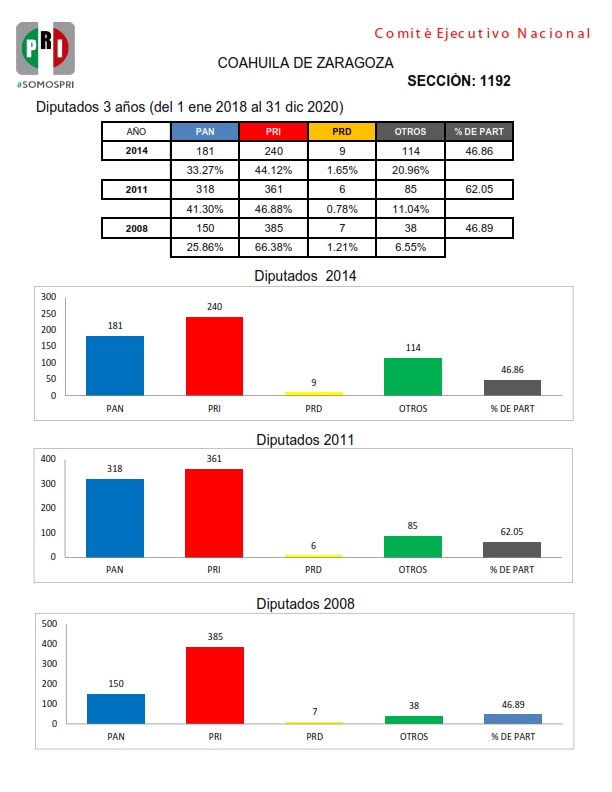 Comité Ejecutivo Nacional
PRI
#SOMOSPRI
COAHUILA DE ZARAGOZA
SECCIÓN: 1192
Diputados 3 años (del 1 ene 2018 al 31 dic 2020)
AÑO PAN PRI PRD OTROS % DE PART
2014 181 240 9 114 46.86
33.27% 44.12% 1.65% 20.96%
2011 318 361 6 85 62.05
41.30% 46.88% 0.78% 11.04%
2008 150 385 7 38 46.89
25.86% 66.38% 1.21% 6.55%
Diputados 2014
300
250
200
150
100
50
0
181
240
9
114
46.86
PAN PRI PRD OTROS % DE PART
Diputados 2011
400
300
200
100
0
318
361
6
85
62.05
PAN PRI PRD OTROS % DE PART
Diputados 2008
500
400
300
200
100
0
150
385
7
38
46.89
PAN PRI PRD OTROS % DE PART